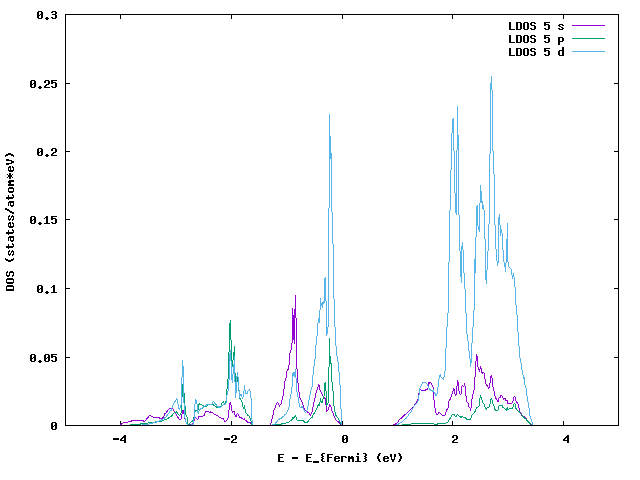 0.3
LDOS 5 s
LDOS 5 p
LDOS 5 d
0.25
0.2
0.15
0.1
0.05
0
DOS (states/atom*eV)
-4 -2 0 2 4
E - E_{Fermi} (eV)